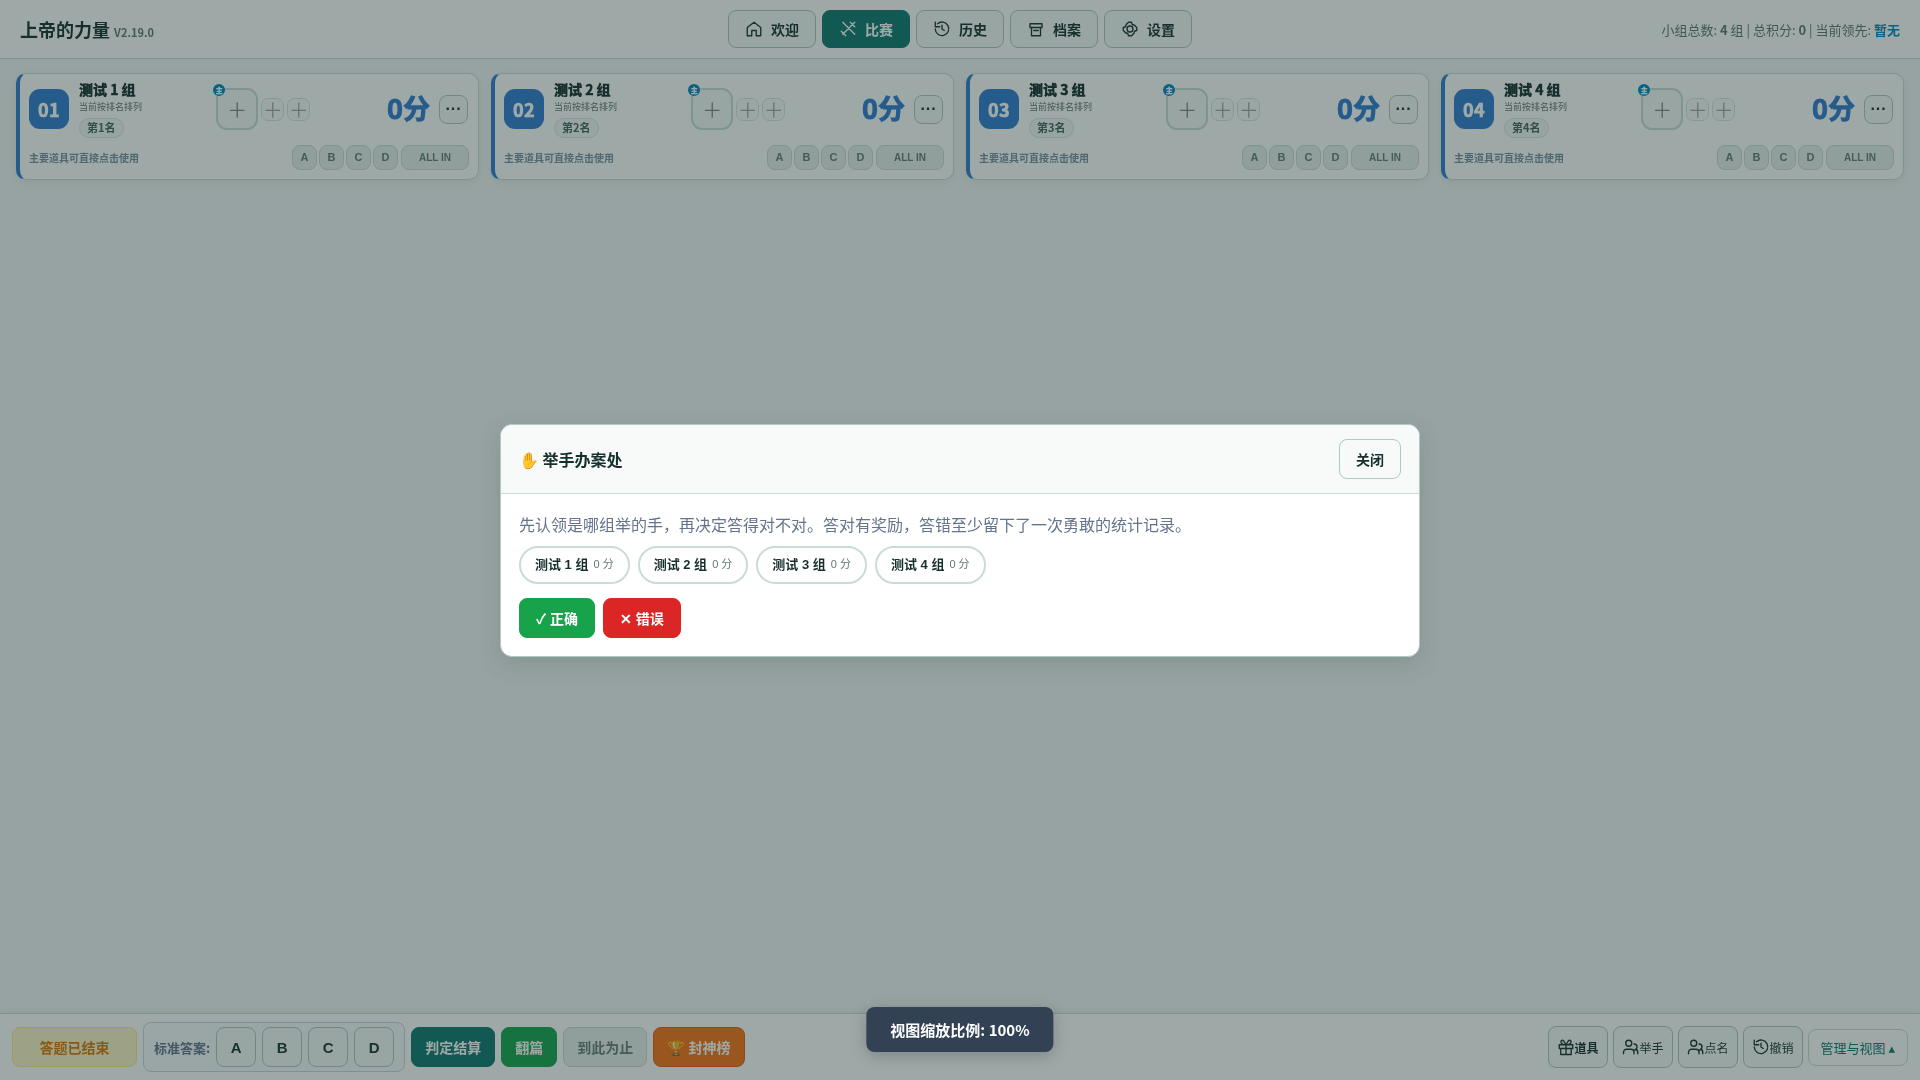 上帝的力量 V2.19.0
欢迎
比赛
历史
档案
设置
小组总数: 4 组 | 总积分: 0 | 当前领先: 暂无
01
测试 1 组
当前按排名排列
第1名
主
0分
主要道具可直接点击使用
A B C D ALL IN
02
测试 2 组
当前按排名排列
第2名
主
0分
主要道具可直接点击使用
A B C D ALL IN
03
测试 3 组
当前按排名排列
第3名
主
0分
主要道具可直接点击使用
A B C D ALL IN
04
测试 4 组
当前按排名排列
第4名
主
0分
主要道具可直接点击使用
A B C D ALL IN
✋ 举手办案处
关闭
先认领是哪组举的手，再决定答得对不对。答对有奖励，答错至少留下了一次勇敢的统计记录。
测试 1 组 0 分
测试 2 组 0 分
测试 3 组 0 分
测试 4 组 0 分
✓ 正确
✕ 错误
视图缩放比例: 100%
答题已结束
标准答案: A B C D
判定结算
翻篇
到此为止
🏆 封神榜
道具
举手
点名
撤销
管理与视图 ▴